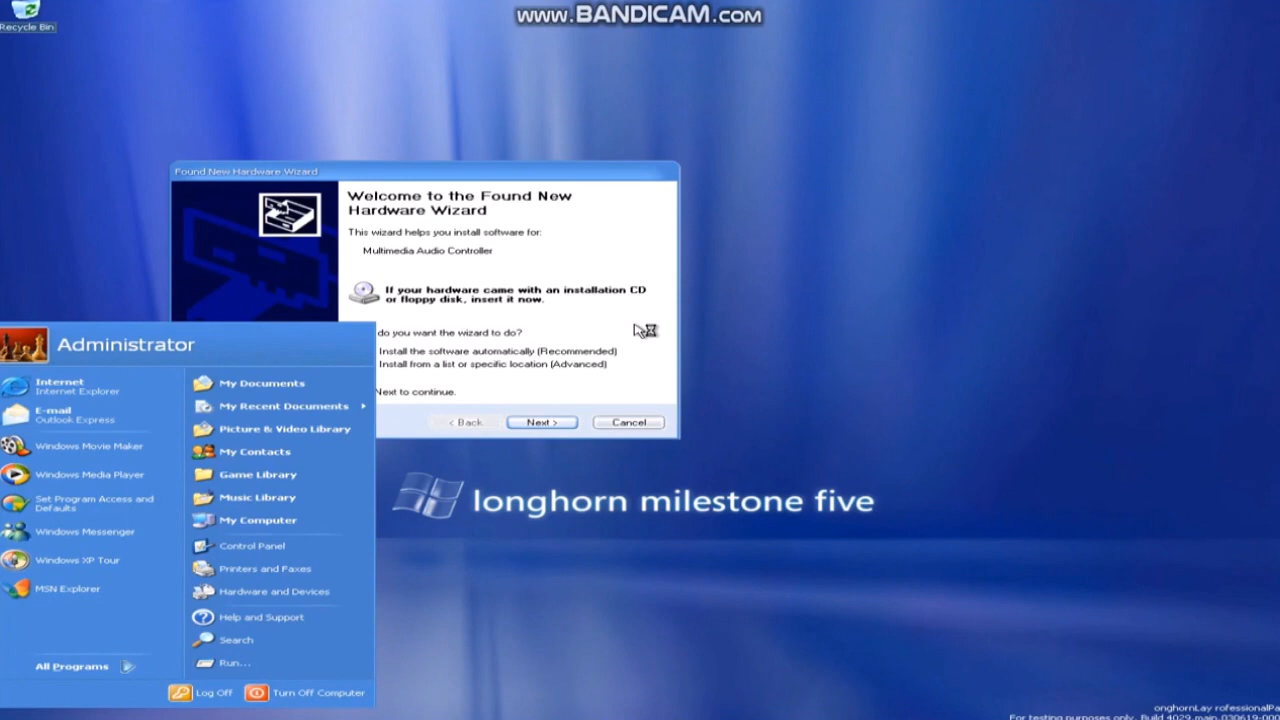 www.BANDICAM.com
Recycle Bin
Found New Hardware Wizard
Welcome to the Found New
Hardware Wizard
This wizard helps you install software for:
Multimedia Audio Controller
If your hardware came with an installation CD
or floppy disk, insert it now.
do you want the wizard to do?
Install the software automatically (Recommended)
Install from a list or specific location (Advanced)
Next to continue.
< Back
Next >
Cancel
Administrator
Internet
Internet Explorer
E-mail
Outlook Express
Windows Movie Maker
Windows Media Player
Set Program Access and
Defaults
Windows Messenger
Windows XP Tour
MSN Explorer
All Programs
My Documents
My Recent Documents
Picture & Video Library
My Contacts
Game Library
Music Library
My Computer
Control Panel
Printers and Faxes
Hardware and Devices
Help and Support
Search
Run...
Log Off
Turn Off Computer
longhorn milestone five
onghornLay rofessionalPa
For testing purposes only. Build 4029.main.030619-